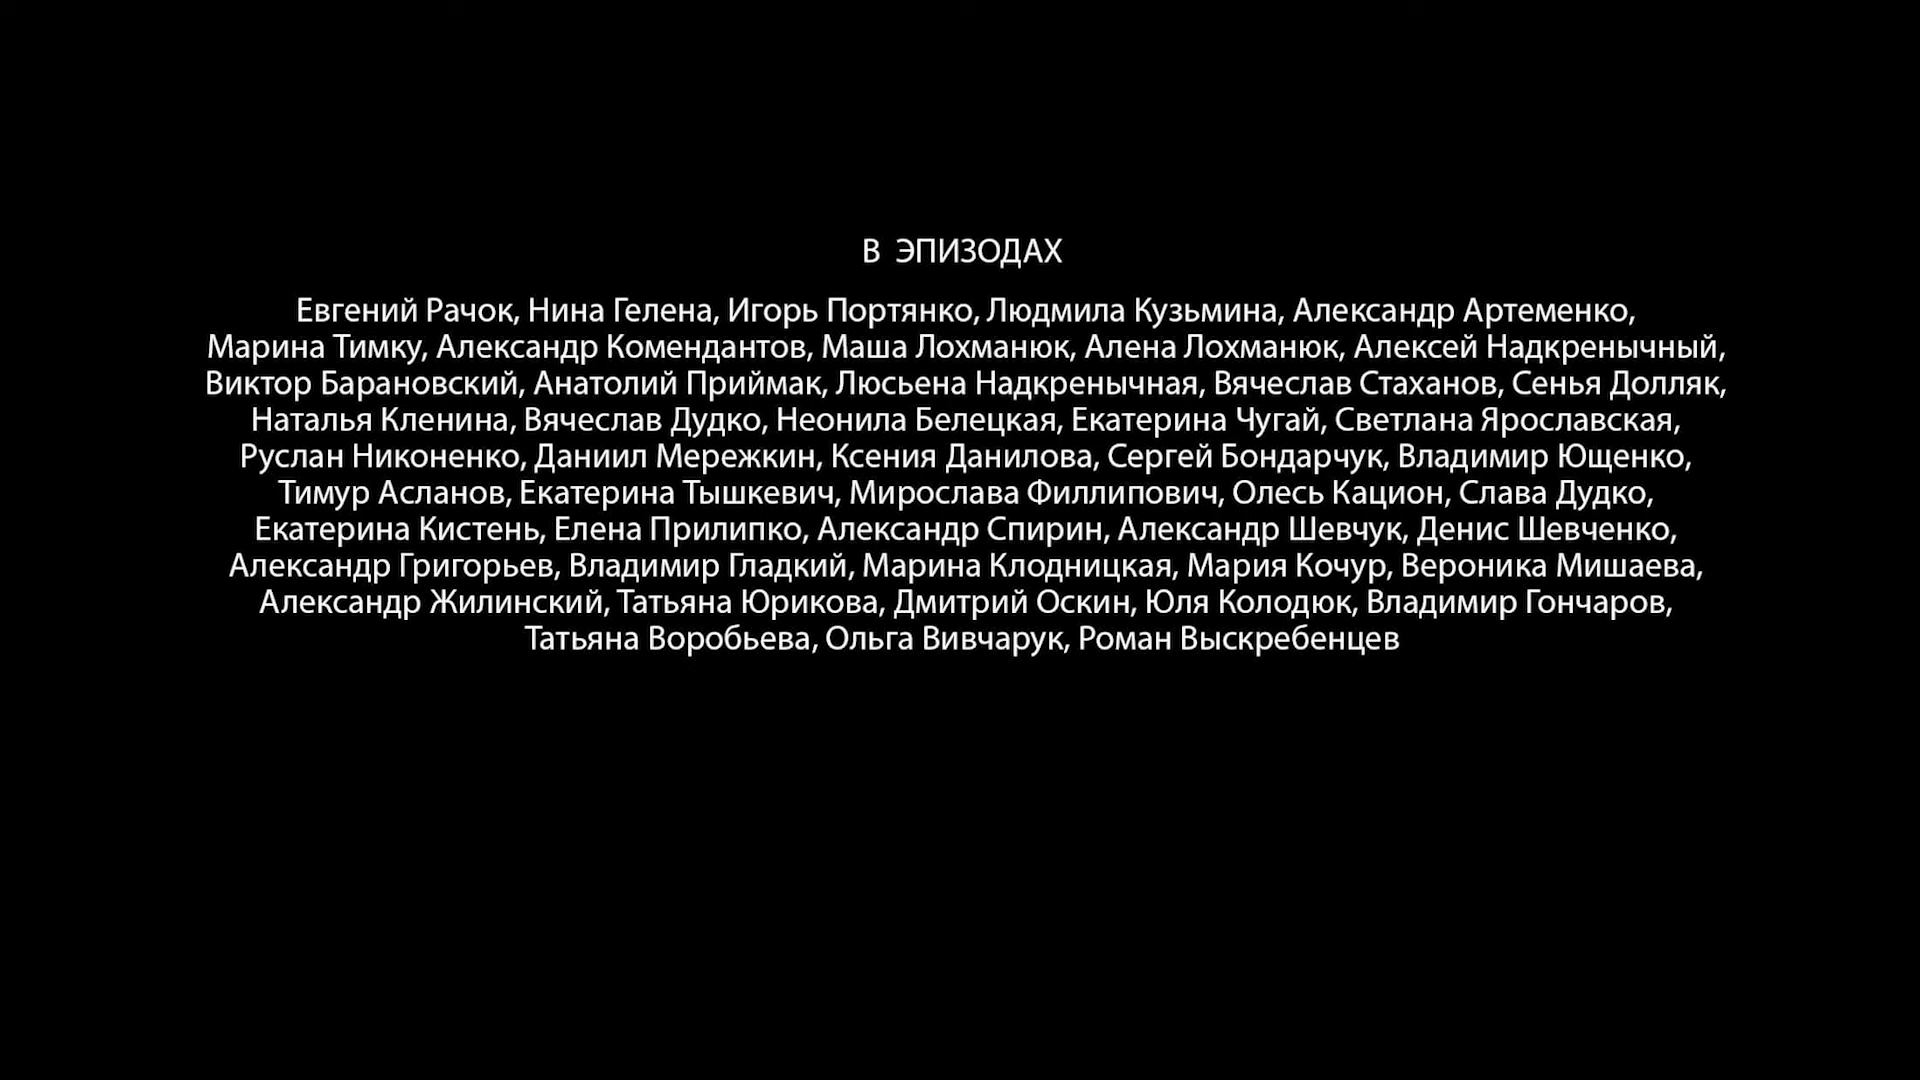 В ЭПИЗОДАХ
Евгений Рачок, Нина Гелена, Игорь Портянко, Людмила Кузьмина, Александр Артеменко,
Марина Тимку, Александр Комендантов, Маша Лохманюк, Алена Лохманюк, Алексей Надкренычный,
Виктор Барановский, Анатолий Приймак, Люсьена Надкренычная, Вячеслав Стаханов, Сенья Долляк,
Наталья Кленина, Вячеслав Дудко, Неонила Белецкая, Екатерина Чугай, Светлана Ярославская,
Руслан Никоненко, Даниил Мережкин, Ксения Данилова, Сергей Бондарчук, Владимир Ющенко,
Тимур Асланов, Екатерина Тышкевич, Мирослава Филлипович, Олесь Кацион, Слава Дудко,
Екатерина Кистень, Елена Прилипко, Александр Спирин, Александр Шевчук, Денис Шевченко,
Александр Григорьев, Владимир Гладкий, Марина Клодницкая, Мария Кочур, Вероника Мишаева,
Александр Жилинский, Татьяна Юрикова, Дмитрий Оскин, Юля Колодюк, Владимир Гончаров,
Татьяна Воробьева, Ольга Вивчарук, Роман Выскребенцев